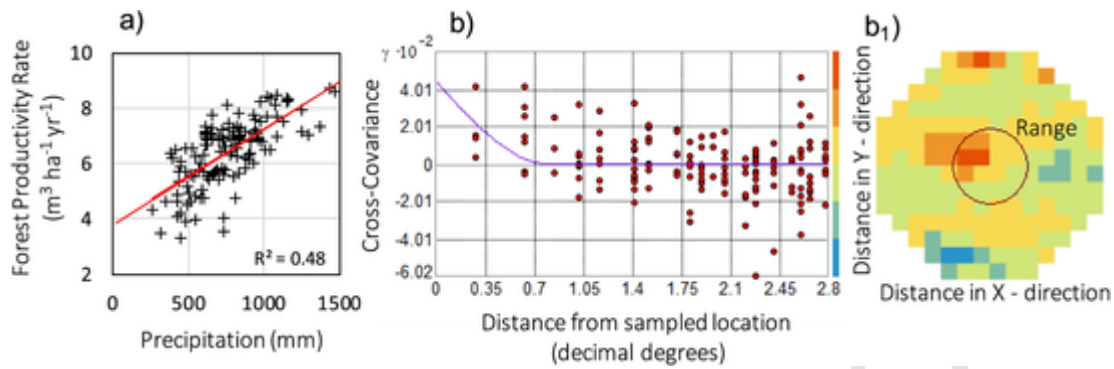 a)
Forest Productivity Rate
(m³ ha⁻¹ yr⁻¹)
10
8
6
4
2
0
500
1000
1500
R² = 0.48
Precipitation (mm)
b)
γ ·10⁻²
Cross-Covariance
4.01
2.01
0
-2.01
-4.01
-6.02
0
0.35
0.7
1.05
1.4
1.75
2.1
2.45
2.8
Distance from sampled location
(decimal degrees)
b₁)
Distance in Y - direction
Range
Distance in X - direction